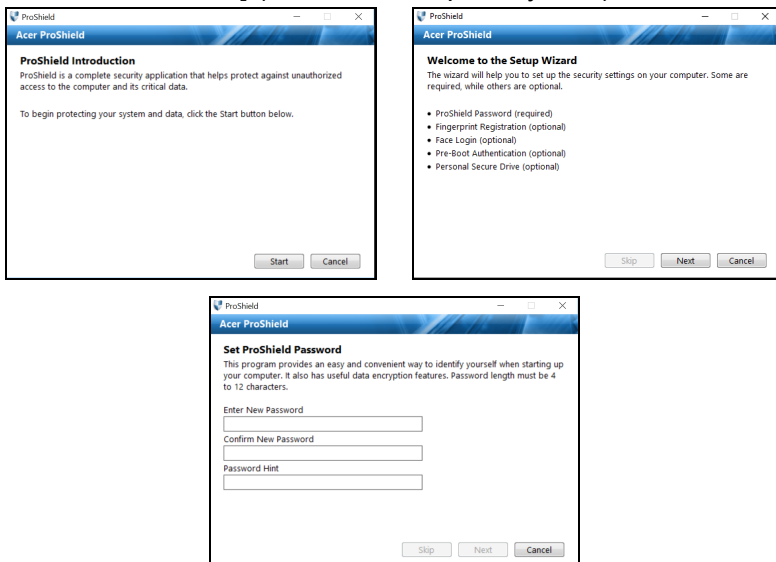 ProShield
Acer ProShield
ProShield Introduction
ProShield is a complete security application that helps protect against unauthorized
access to the computer and its critical data.
To begin protecting your system and data, click the Start button below.
Start Cancel
ProShield
Acer ProShield
Welcome to the Setup Wizard
The wizard will help you to set up the security settings on your computer. Some are
required, while others are optional.
• ProShield Password (required)
• Fingerprint Registration (optional)
• Face Login (optional)
• Pre-Boot Authentication (optional)
• Personal Secure Drive (optional)
Skip Next Cancel
ProShield
Acer ProShield
Set ProShield Password
This program provides an easy and convenient way to identify yourself when starting up
your computer. It also has useful data encryption features. Password length must be 4
to 12 characters.
Enter New Password
Confirm New Password
Password Hint
Skip Next Cancel